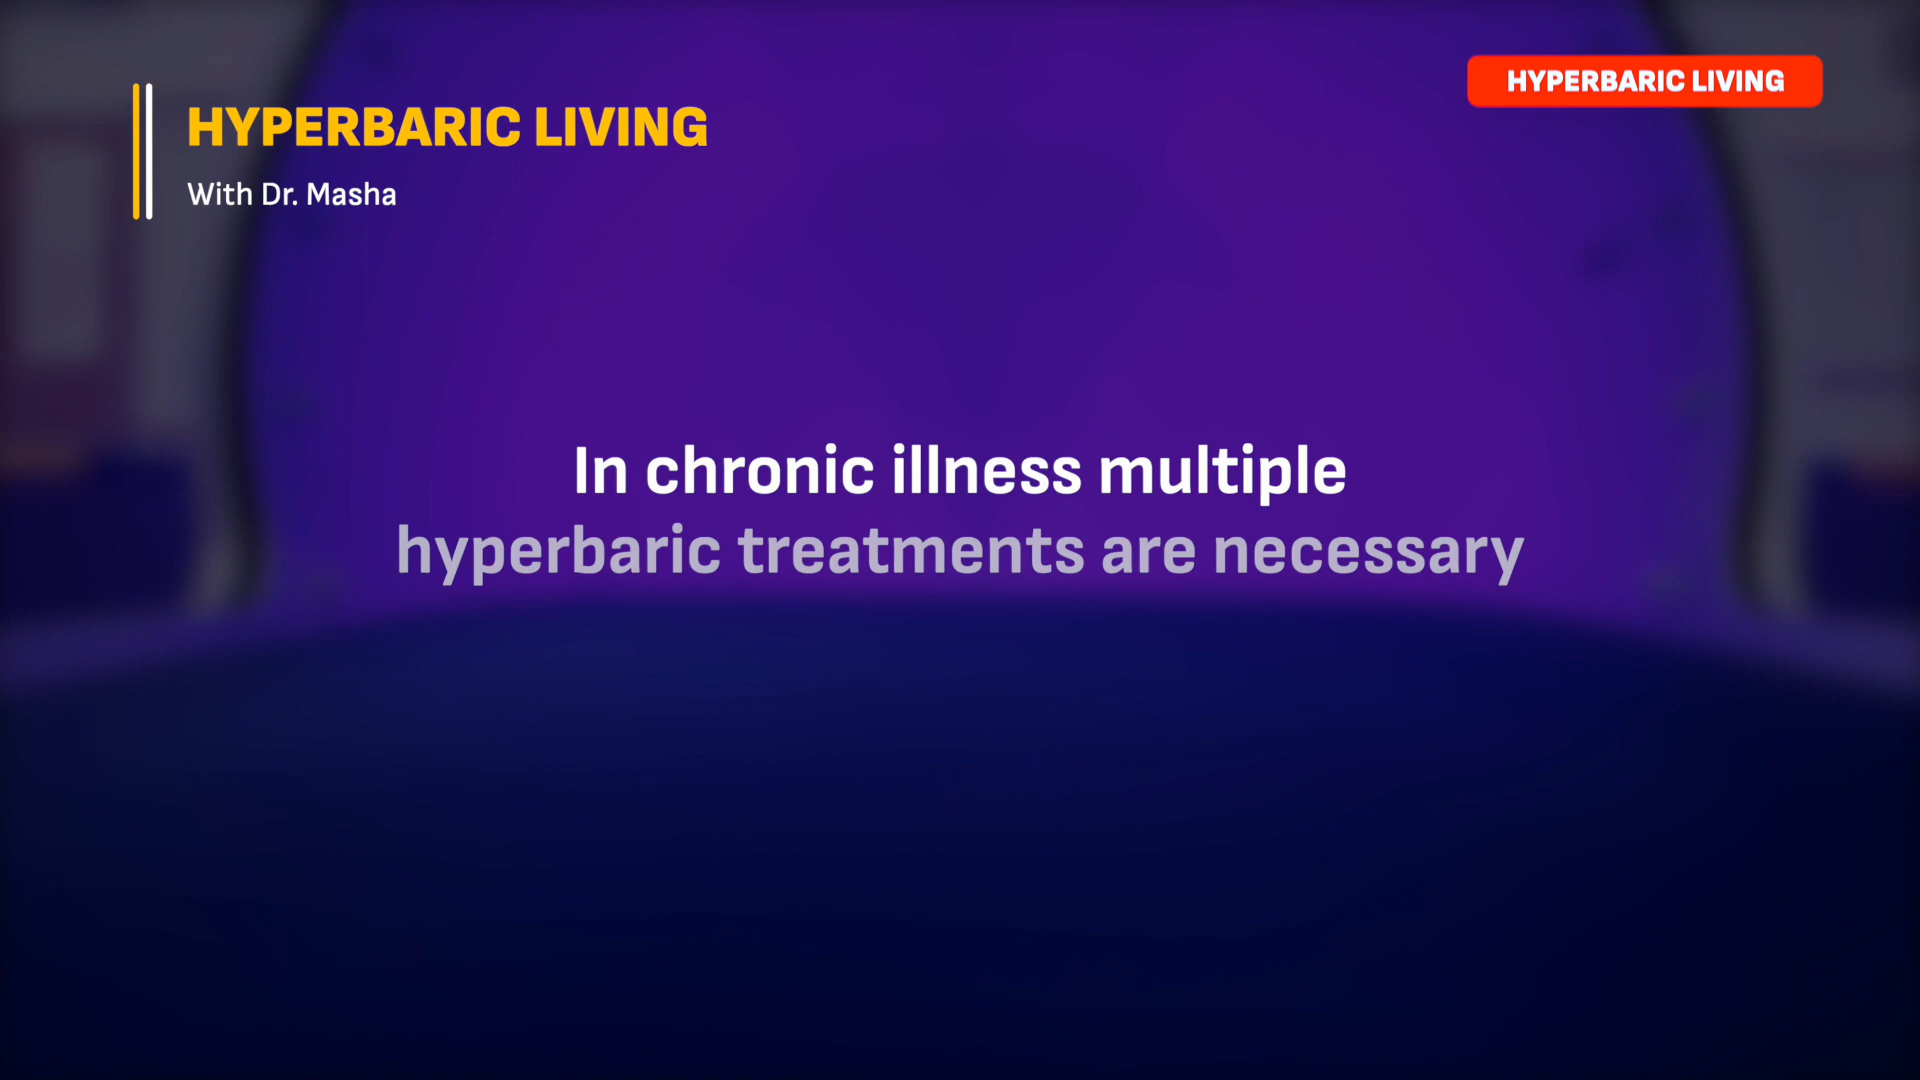 HYPERBARIC LIVING
With Dr. Masha
HYPERBARIC LIVING
In chronic illness multiple
hyperbaric treatments are necessary